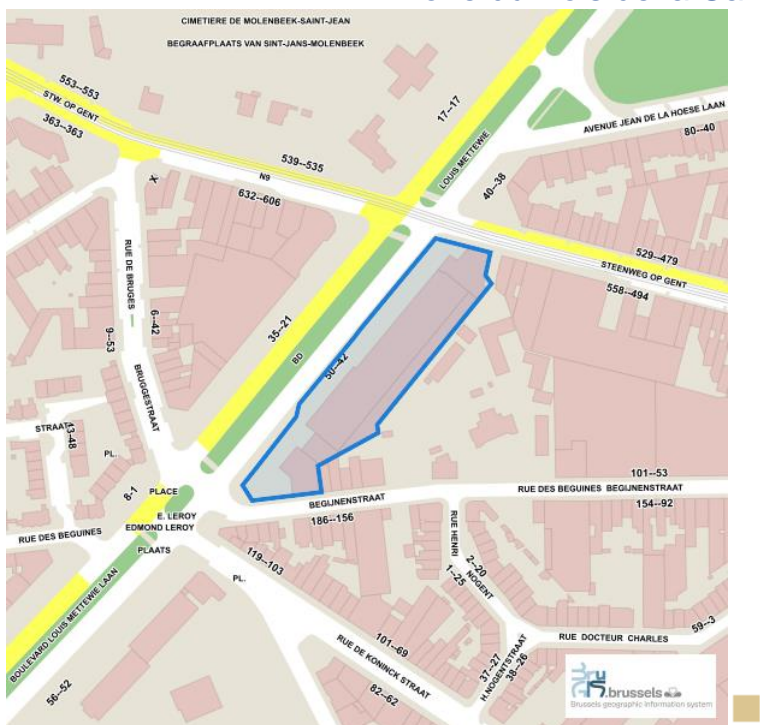 CIMETIERE DE MOLENBEEK-SAINT-JEAN
BEGRAAFPLAATS VAN SINT-JANS-MOLENBEEK
553--553
STW. OP GENT
363--363
17--17
LOUIS METTEWIE
AVENUE JEAN DE LA HOESE LAAN
80--40
539--535
N9
632--606
40--38
X
RUE DE BRUGES
6--42
9--53
BRUGGESTRAAT
529--479
STEENWEG OP GENT
558--494
35--21
BD
50--42
STRAAT
13-48
PL.
8-1
PLACE
E. LEROY
EDMOND LEROY
PLAATS
RUE DES BEGUINES
BEGIJNENSTRAAT
186--156
101--53
RUE DES BEGUINES BEGIJNENSTRAAT
154--92
RUE HENRI
NOGENT
2--20
1--25
119--103
PL.
BOULEVARD LOUIS METTEWIE LAAN
56--52
101--69
RUE DE KONINCK STRAAT
82--62
37--27
H.NOGENTSTRAAT
38--26
RUE DOCTEUR CHARLES
59--3
.brussels
Brussels geographic information system